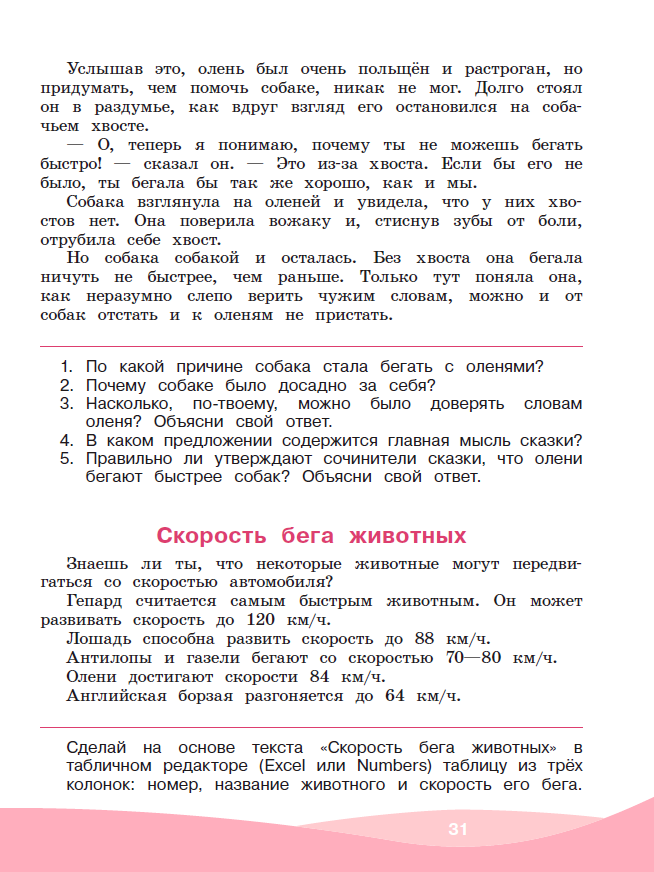 Услышав это, олень был очень польщён и растроган, но
придумать, чем помочь собаке, никак не мог. Долго стоял
он в раздумье, как вдруг взгляд его остановился на соба-
чьем хвосте.
— О, теперь я понимаю, почему ты не можешь бегать
быстро! — сказал он. — Это из-за хвоста. Если бы его не
было, ты бегала бы так же хорошо, как и мы.
Собака взглянула на оленей и увидела, что у них хво-
стов нет. Она поверила вожаку и, стиснув зубы от боли,
отрубила себе хвост.
Но собака собакой и осталась. Без хвоста она бегала
ничуть не быстрее, чем раньше. Только тут поняла она,
как неразумно слепо верить чужим словам, можно и от
собак отстать и к оленям не пристать.
1. По какой причине собака стала бегать с оленями?
2. Почему собаке было досадно за себя?
3. Насколько, по-твоему, можно было доверять словам
оленя? Объясни свой ответ.
4. В каком предложении содержится главная мысль сказки?
5. Правильно ли утверждают сочинители сказки, что олени
бегают быстрее собак? Объясни свой ответ.
Скорость бега животных
Знаешь ли ты, что некоторые животные могут передви-
гаться со скоростью автомобиля?
Гепард считается самым быстрым животным. Он может
развивать скорость до 120 км/ч.
Лошадь способна развить скорость до 88 км/ч.
Антилопы и газели бегают со скоростью 70—80 км/ч.
Олени достигают скорости 84 км/ч.
Английская борзая разгоняется до 64 км/ч.
Сделай на основе текста «Скорость бега животных» в
табличном редакторе (Excel или Numbers) таблицу из трёх
колонок: номер, название животного и скорость его бега.
31